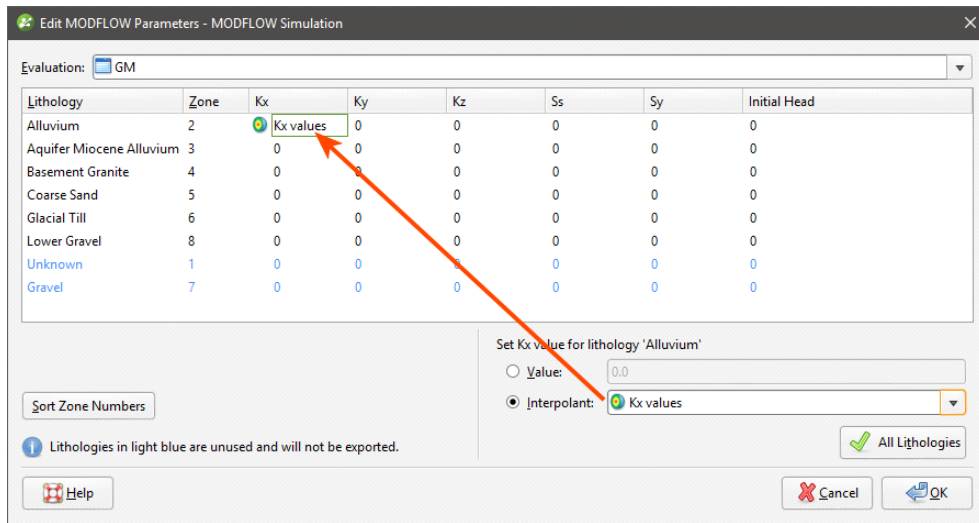 Edit MODFLOW Parameters - MODFLOW Simulation
Evaluation: GM
Lithology Zone Kx Ky Kz Ss Sy Initial Head
Alluvium 2 Kx values 0 0 0 0 0
Aquifer Miocene Alluvium 3 0 0 0 0 0 0
Basement Granite 4 0 0 0 0 0 0
Coarse Sand 5 0 0 0 0 0 0
Glacial Till 6 0 0 0 0 0 0
Lower Gravel 8 0 0 0 0 0 0
Unknown 1 0 0 0 0 0 0
Gravel 7 0 0 0 0 0 0
Set Kx value for lithology 'Alluvium'
Value: 0.0
Interpolant: Kx values
Sort Zone Numbers
All Lithologies
Lithologies in light blue are unused and will not be exported.
Help Cancel OK